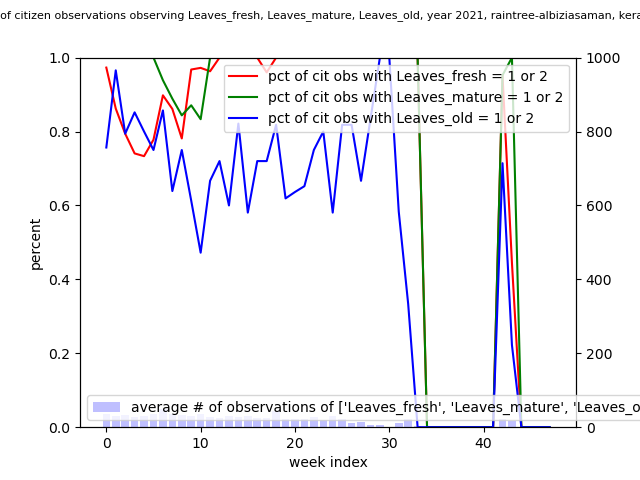 of citizen observations observing Leaves_fresh, Leaves_mature, Leaves_old, year 2021, raintree-albiziasaman,
pct of cit obs with Leaves_fresh = 1 or 2
pct of cit obs with Leaves_mature = 1 or 2
pct of cit obs with Leaves_old = 1 or 2
1.0
0.8
0.6
0.4
0.2
0.0
percent
1000
800
600
400
200
0
average # of observations of ['Leaves_fresh', 'Leaves_mature',
0
10
20
30
40
week index